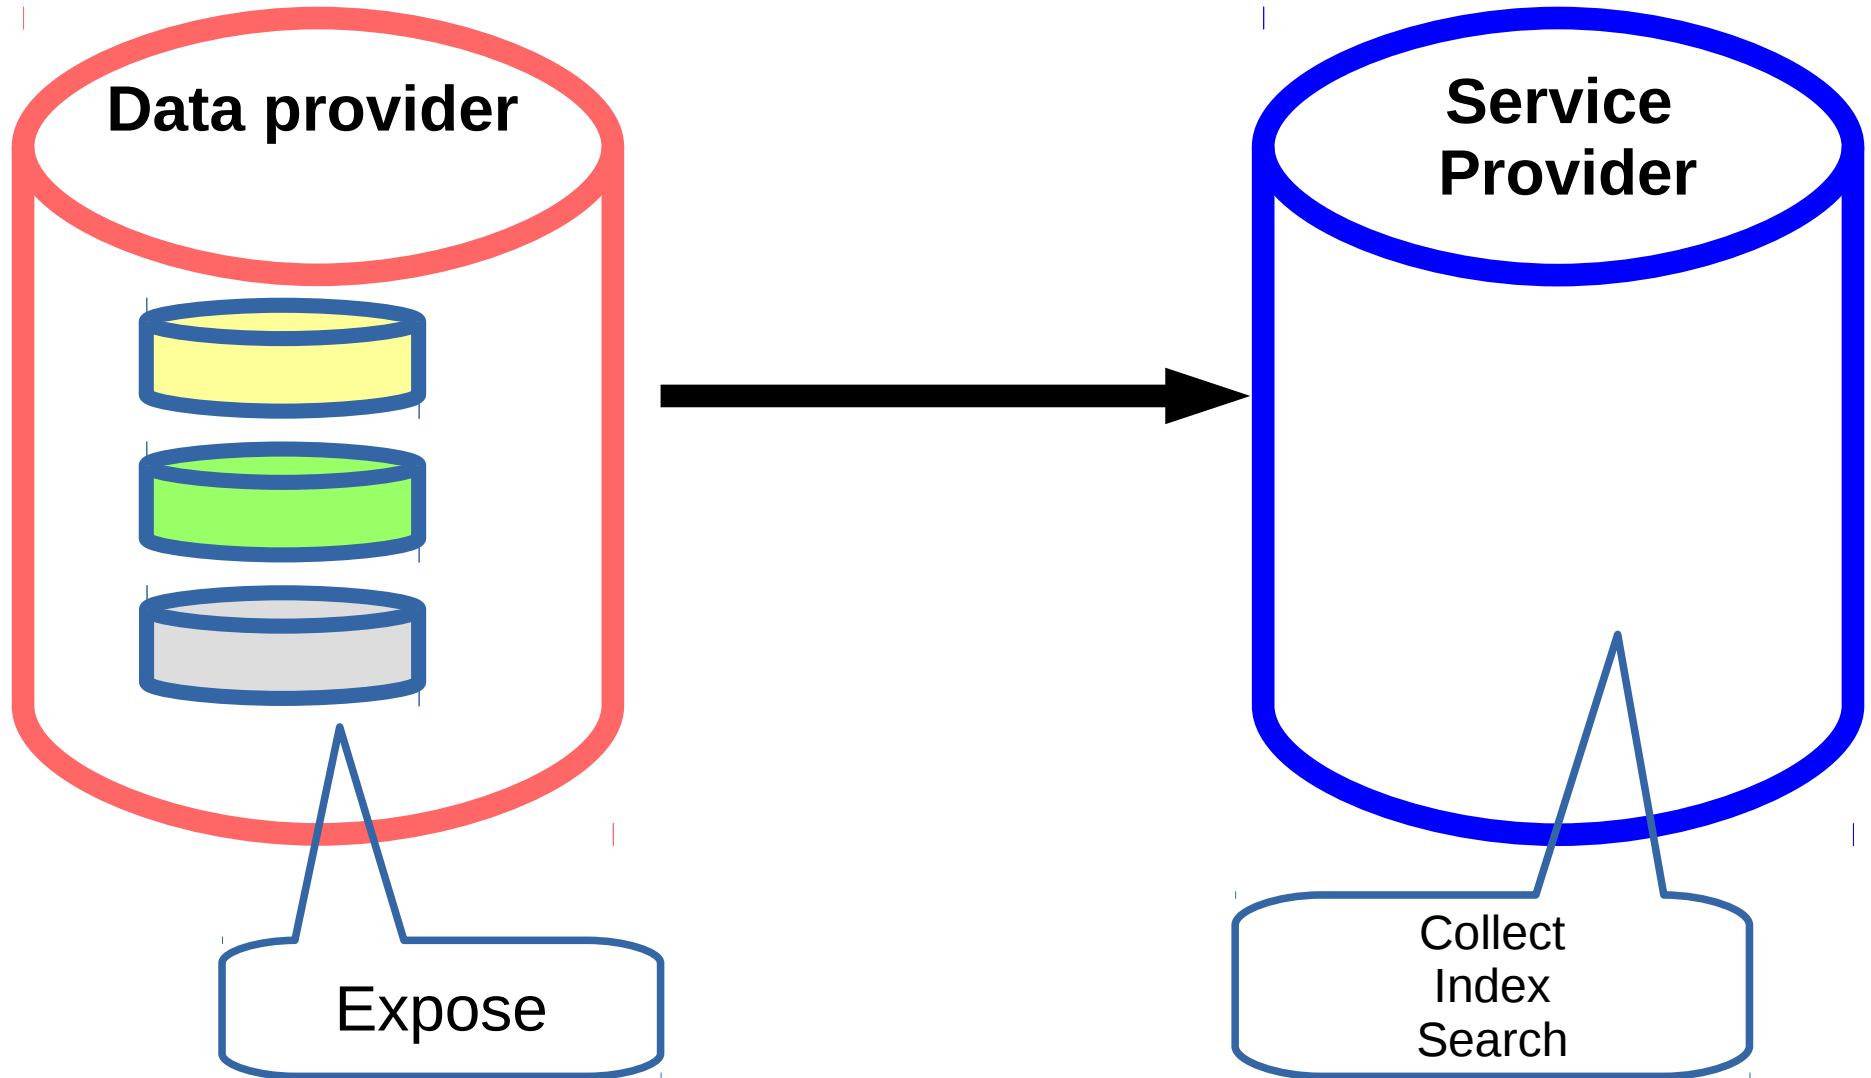 Data provider
Service
Provider
Expose
Collect
Index
Search